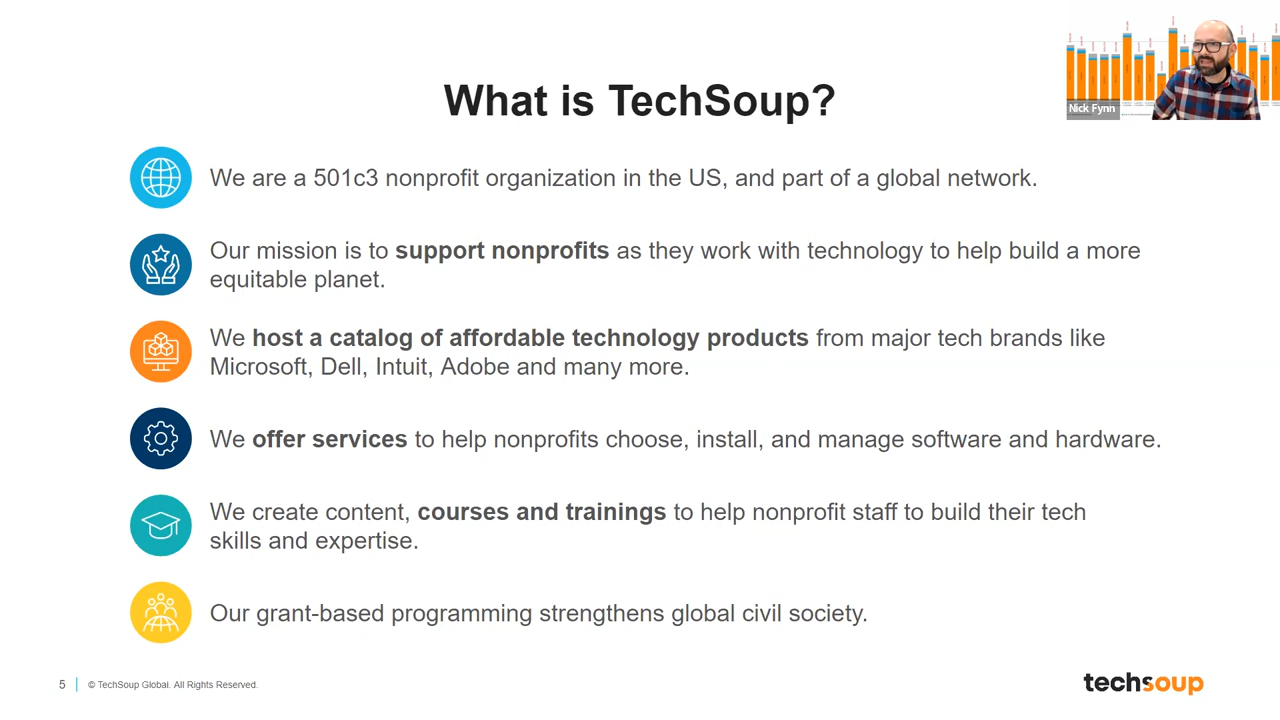 What is TechSoup?
Nick Fynn
We are a 501c3 nonprofit organization in the US, and part of a global network.
Our mission is to support nonprofits as they work with technology to help build a more
equitable planet.
We host a catalog of affordable technology products from major tech brands like
Microsoft, Dell, Intuit, Adobe and many more.
We offer services to help nonprofits choose, install, and manage software and hardware.
We create content, courses and trainings to help nonprofit staff to build their tech
skills and expertise.
Our grant-based programming strengthens global civil society.
5
© TechSoup Global. All Rights Reserved.
techsoup